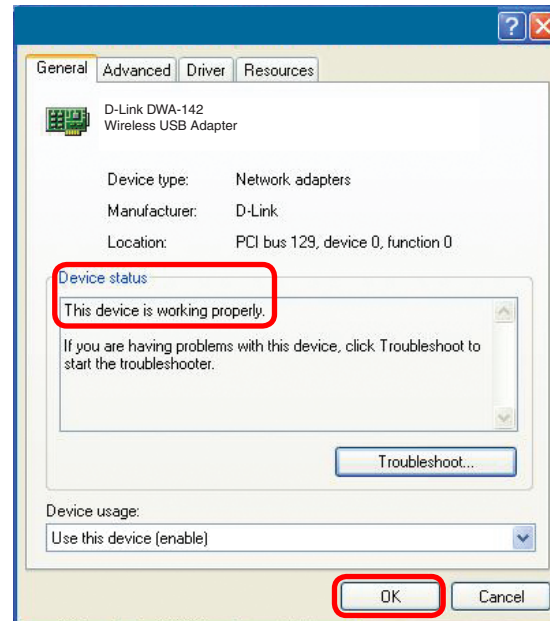 General Advanced Driver Resources
D-Link DWA-142
Wireless USB Adapter
Device type: Network adapters
Manufacturer: D-Link
Location: PCI bus 129, device 0, function 0
Device status
This device is working properly.
If you are having problems with this device, click Troubleshoot to
start the troubleshooter.
Troubleshoot...
Device usage:
Use this device (enable)
OK Cancel